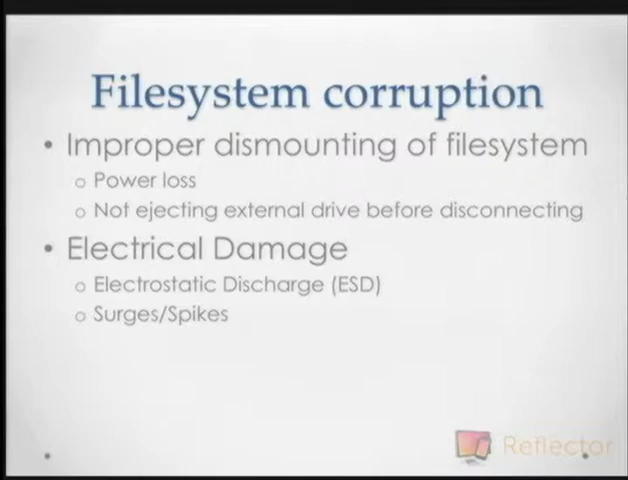 Filesystem corruption
• Improper dismounting of filesystem
o Power loss
o Not ejecting external drive before disconnecting
• Electrical Damage
o Electrostatic Discharge (ESD)
o Surges/Spikes
Reflector